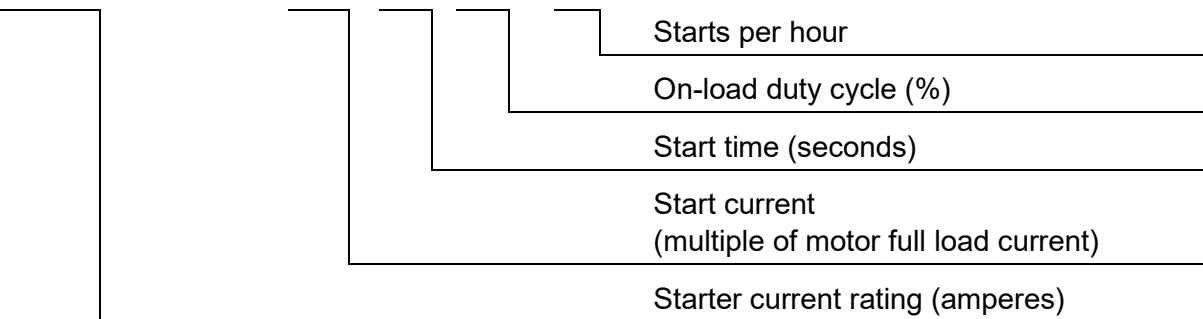 Starts per hour
On-load duty cycle (%)
Start time (seconds)
Start current
(multiple of motor full load current)
Starter current rating (amperes)